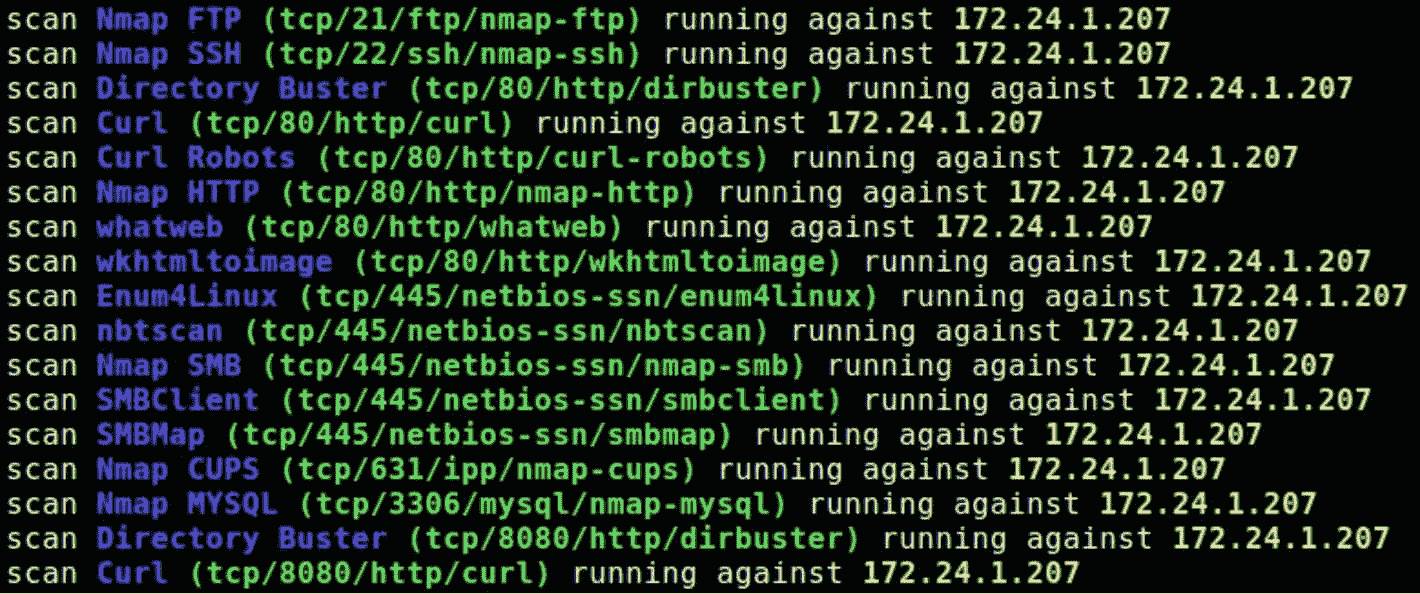 scan Nmap FTP (tcp/21/ftp/nmap-ftp) running against 172.24.1.207
scan Nmap SSH (tcp/22/ssh/nmap-ssh) running against 172.24.1.207
scan Directory Buster (tcp/80/http/dirbuster) running against 172.24.1.207
scan Curl (tcp/80/http/curl) running against 172.24.1.207
scan Curl Robots (tcp/80/http/curl-robots) running against 172.24.1.207
scan Nmap HTTP (tcp/80/http/nmap-http) running against 172.24.1.207
scan whatweb (tcp/80/http/whatweb) running against 172.24.1.207
scan wkhtmltoimage (tcp/80/http/wkhtmltoimage) running against 172.24.1.207
scan Enum4Linux (tcp/445/netbios-ssn/enum4linux) running against 172.24.1.207
scan nbtscan (tcp/445/netbios-ssn/nbtscan) running against 172.24.1.207
scan Nmap SMB (tcp/445/netbios-ssn/nmap-smb) running against 172.24.1.207
scan SMBClient (tcp/445/netbios-ssn/smbclient) running against 172.24.1.207
scan SMBMap (tcp/445/netbios-ssn/smbmap) running against 172.24.1.207
scan Nmap CUPS (tcp/631/ipp/nmap-cups) running against 172.24.1.207
scan Nmap MYSQL (tcp/3306/mysql/nmap-mysql) running against 172.24.1.207
scan Directory Buster (tcp/8080/http/dirbuster) running against 172.24.1.207
scan Curl (tcp/8080/http/curl) running against 172.24.1.207